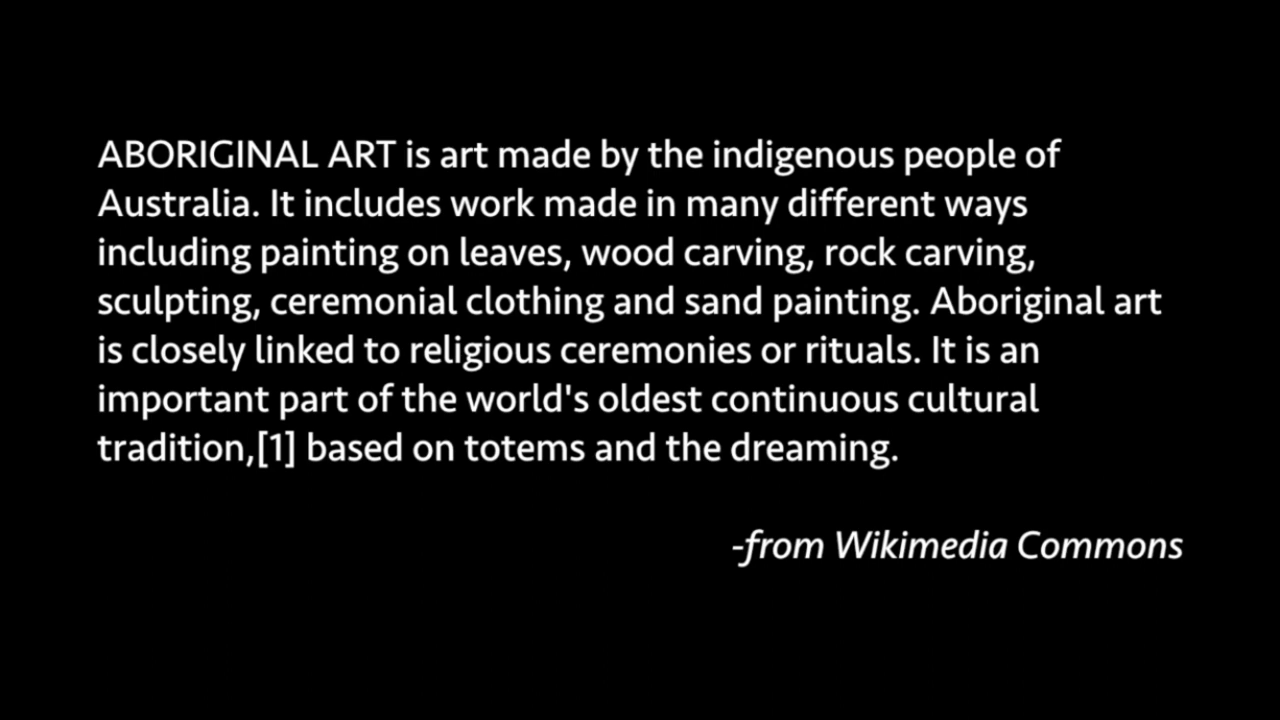 ABORIGINAL ART is art made by the indigenous people of
Australia. It includes work made in many different ways
including painting on leaves, wood carving, rock carving,
sculpting, ceremonial clothing and sand painting. Aboriginal art
is closely linked to religious ceremonies or rituals. It is an
important part of the world's oldest continuous cultural
tradition,[1] based on totems and the dreaming.
-from Wikimedia Commons